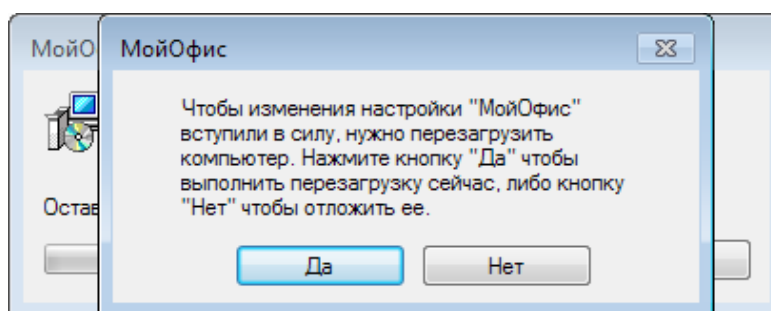 МойО
МойОфис
Чтобы изменения настройки "МойОфис"
вступили в силу, нужно перезагрузить
компьютер. Нажмите кнопку "Да" чтобы
выполнить перезагрузку сейчас, либо кнопку
"Нет" чтобы отложить ее.
Остав
Да
Нет